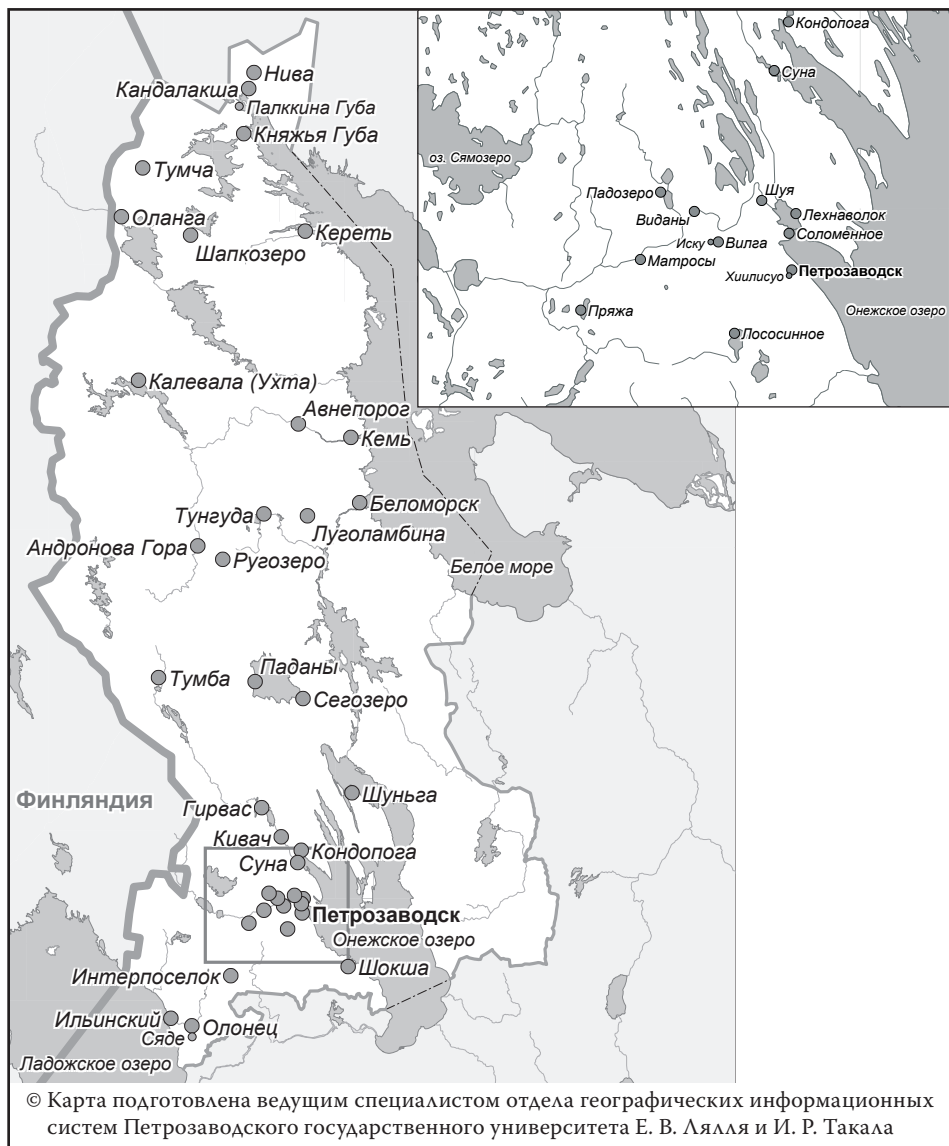 Нива
Кандалакша
Палккина Губа
Княжья Губа
Тумча
Оланга
Шапкозеро
Кереть
Калевала (Ухта)
Авнепорог
Кемь
Беломорск
Тунгуда
Луголамбина
Андронова Гора
Ругозеро
Белое море
Тумба
Паданы
Сегозеро
Финляндия
Шуньга
Гирвас
Кивач
Кондопога
Суна
Петрозаводск
Онежское озеро
Шокша
Интерпоселок
Ильинский
Олонец
Сяде
Ладожское озеро
Кондопога
Суна
оз. Сямозеро
Падозеро
Шуя
Виданы
Лехнаволок
Иску
Вилга
Соломенное
Матросы
Петрозаводск
Хиилисуо
Пряжа
Онежское озеро
Лососинное
© Карта подготовлена ведущим специалистом отдела географических информационных
систем Петрозаводского государственного университета Е. В. Лялля и И. Р. Такала